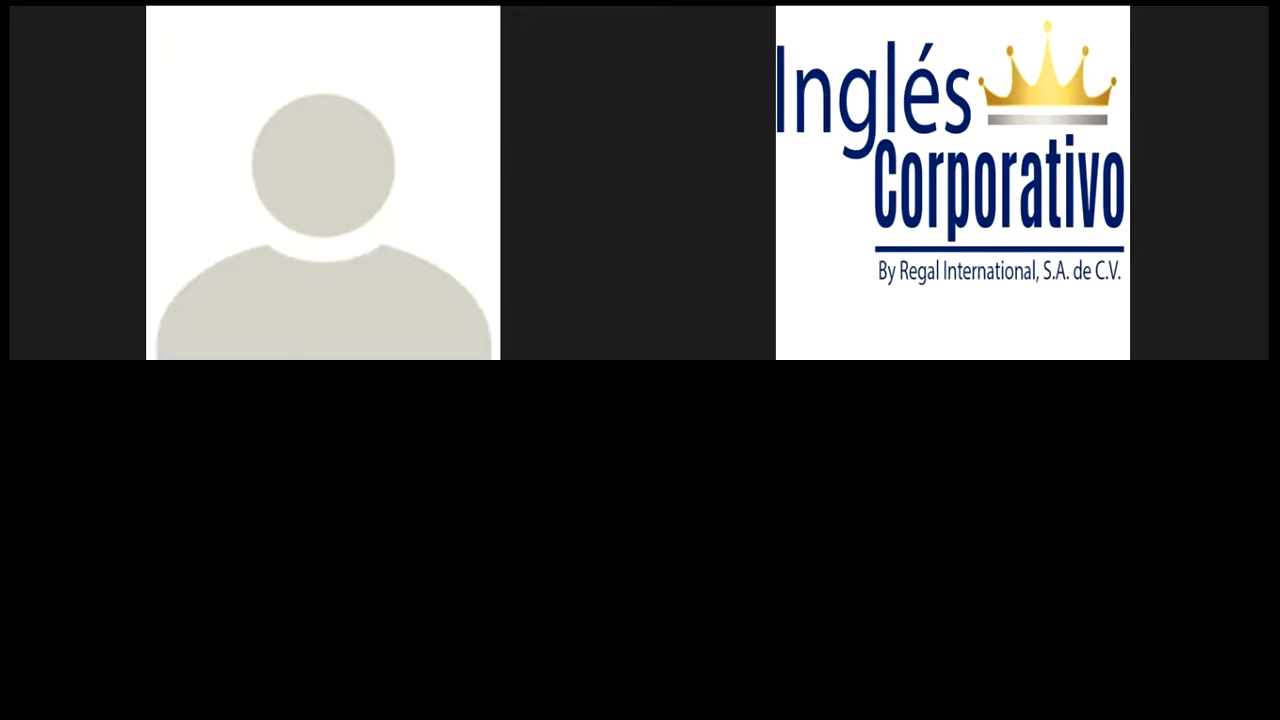 Inglés
Corporativo
By Regal International, S.A. de C.V.